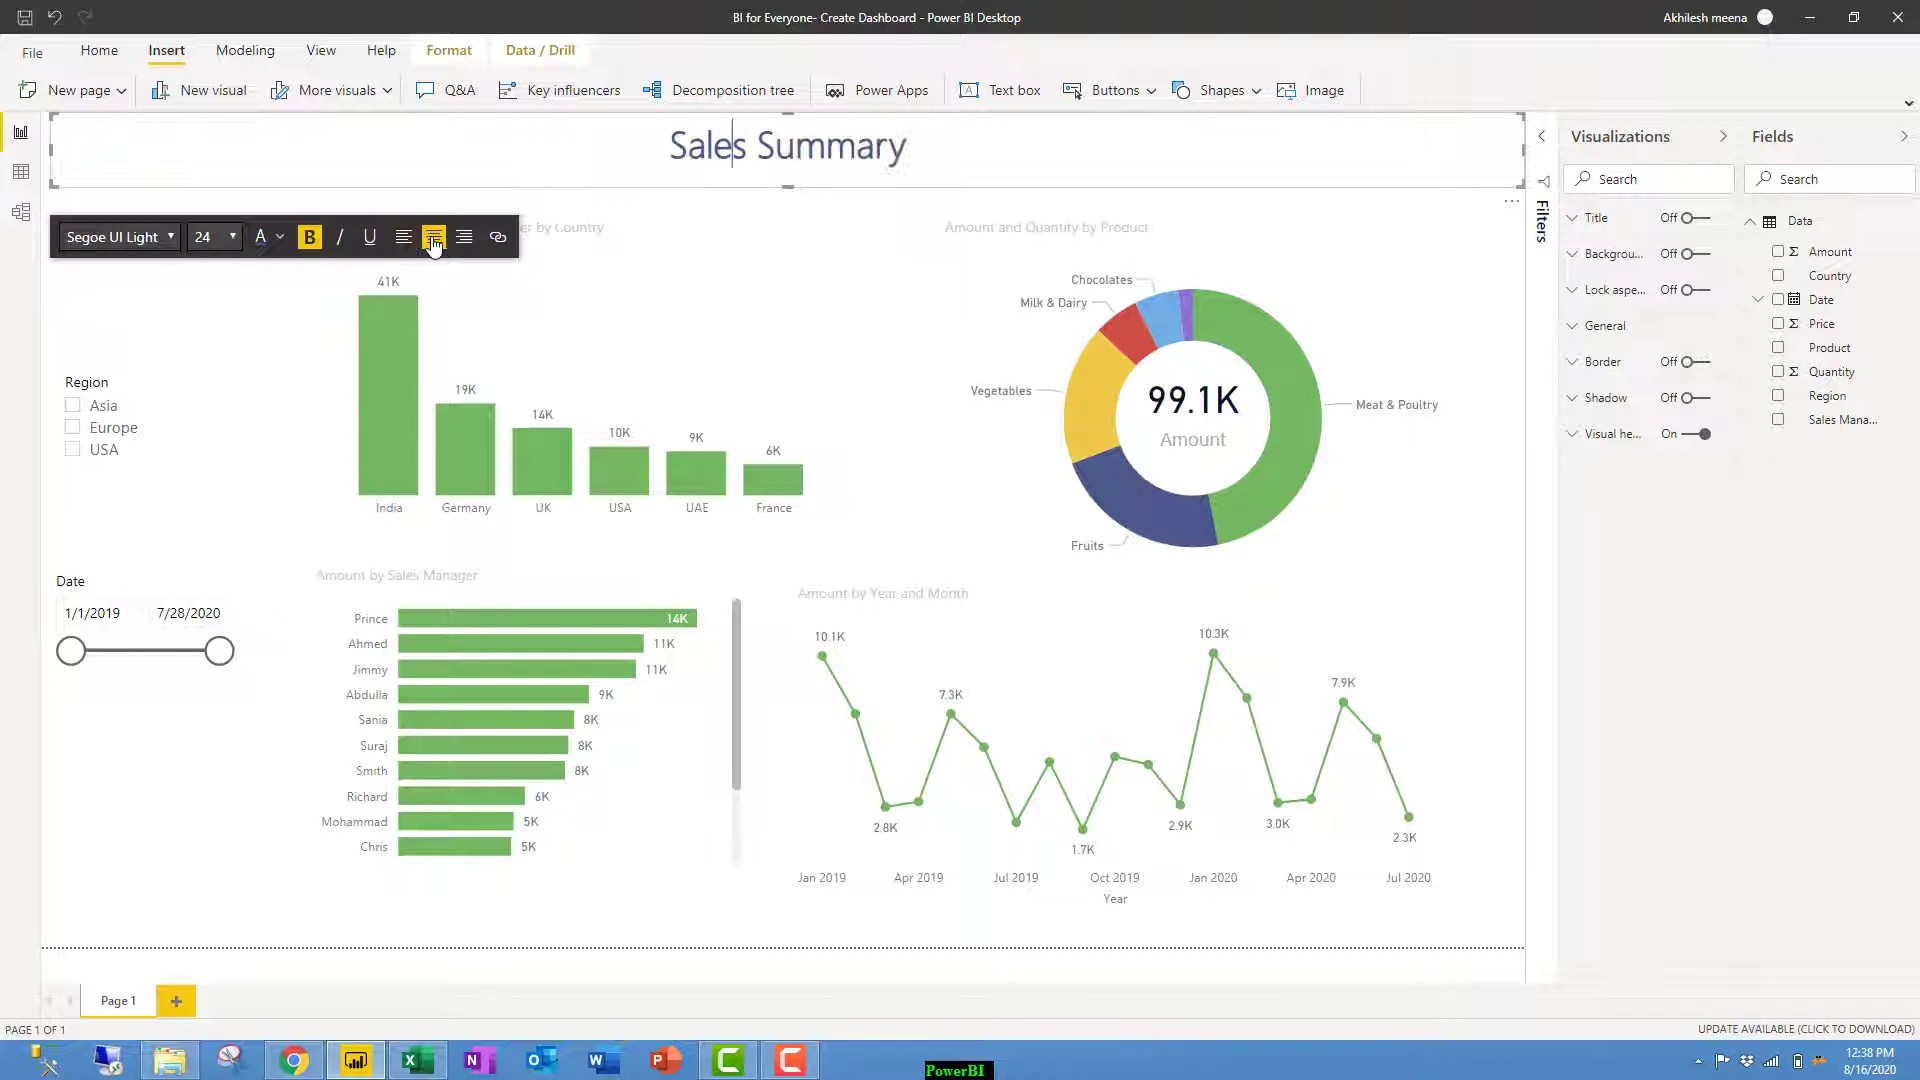 BI for Everyone- Create Dashboard - Power BI Desktop
Akhilesh meena
File
Home
Insert
Modeling
View
Help
Format
Data / Drill
New page
New visual
More visuals
Q&A
Key influencers
Decomposition tree
Power Apps
Text box
Buttons
Shapes
Image
Sales Summary
Segoe UI Light
24
A
B
I
U
er by Country
41K
19K
14K
10K
9K
6K
India
Germany
UK
USA
UAE
France
Amount and Quantity by Product
Chocolates
Milk & Dairy
Vegetables
Fruits
Meat & Poultry
99.1K
Amount
Region
Asia
Europe
USA
Date
1/1/2019
7/28/2020
Amount by Sales Manager
Prince 14K
Ahmed 11K
Jimmy 11K
Abdulla 9K
Sania 8K
Suraj 8K
Smith 8K
Richard 6K
Mohammad 5K
Chris 5K
Amount by Year and Month
10.1K
2.8K
7.3K
1.7K
2.9K
10.3K
3.0K
7.9K
2.3K
Jan 2019
Apr 2019
Jul 2019
Oct 2019
Jan 2020
Apr 2020
Jul 2020
Year
Filters
Visualizations
Search
Title Off
Backgrou... Off
Lock aspe... Off
General
Border Off
Shadow Off
Visual he... On
Fields
Search
Data
Amount
Country
Date
Price
Product
Quantity
Region
Sales Mana...
Page 1
PAGE 1 OF 1
UPDATE AVAILABLE (CLICK TO DOWNLOAD)
PowerBI
12:38 PM
8/16/2020